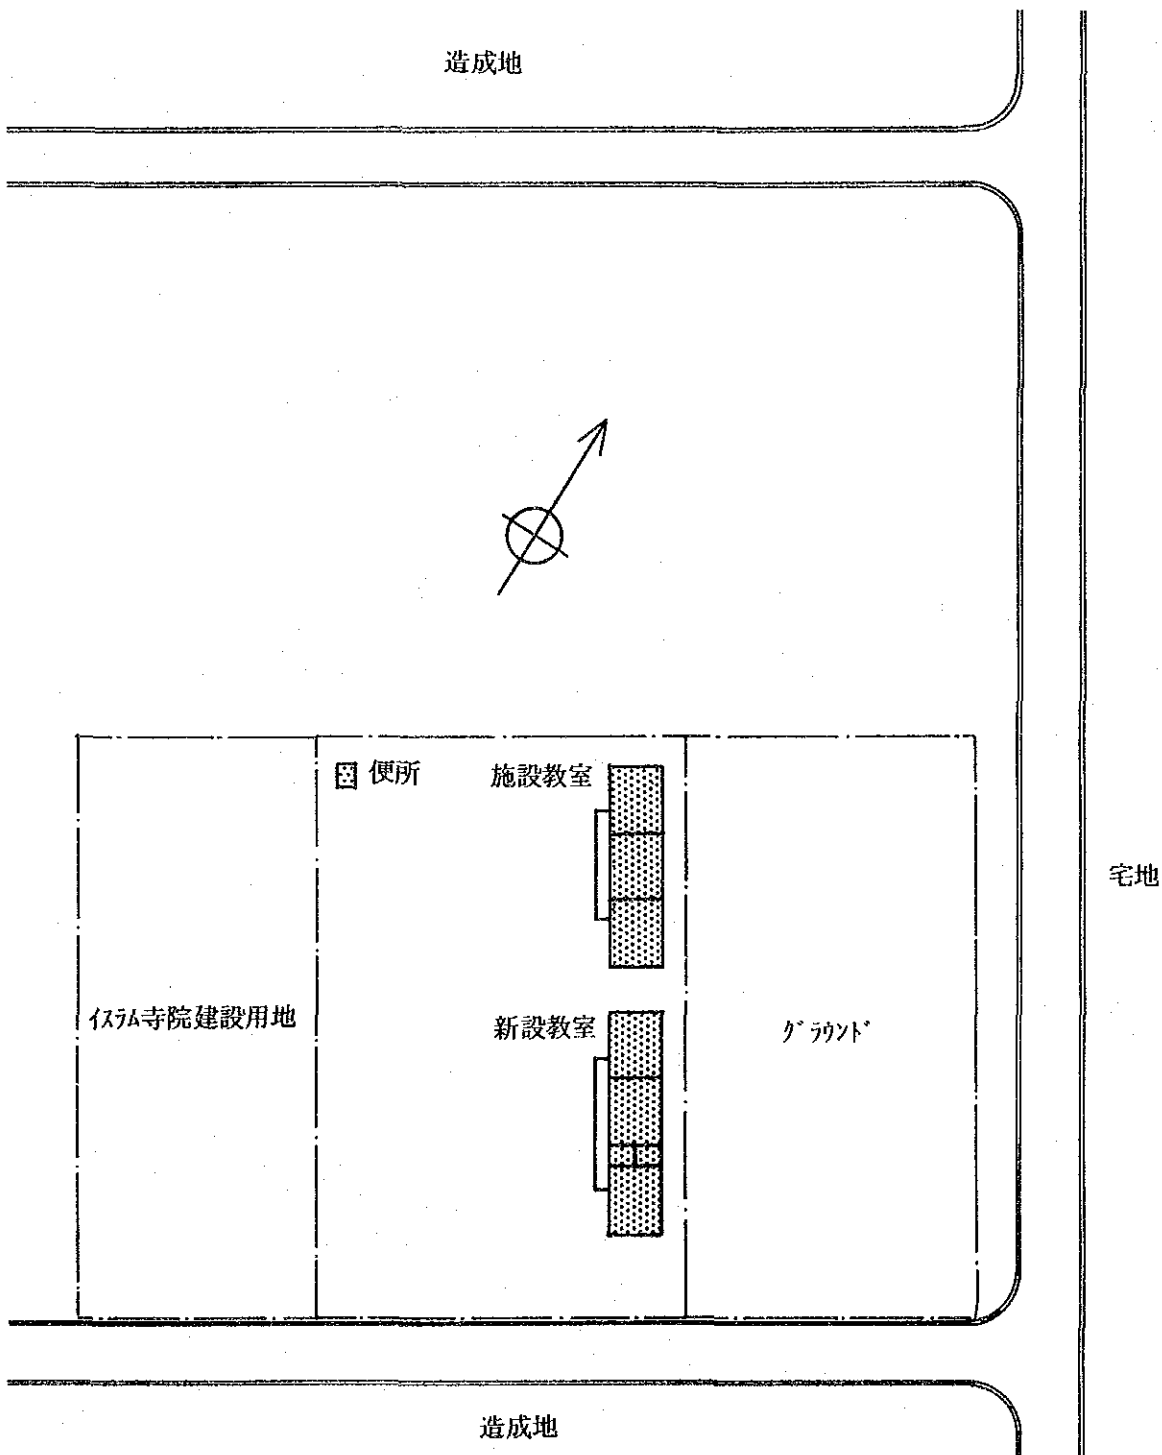 造成地
便所
施設教室
宅地
ｲｽﾗﾑ寺院建設用地
新設教室
ｸﾞﾗｳﾝﾄﾞ
造成地